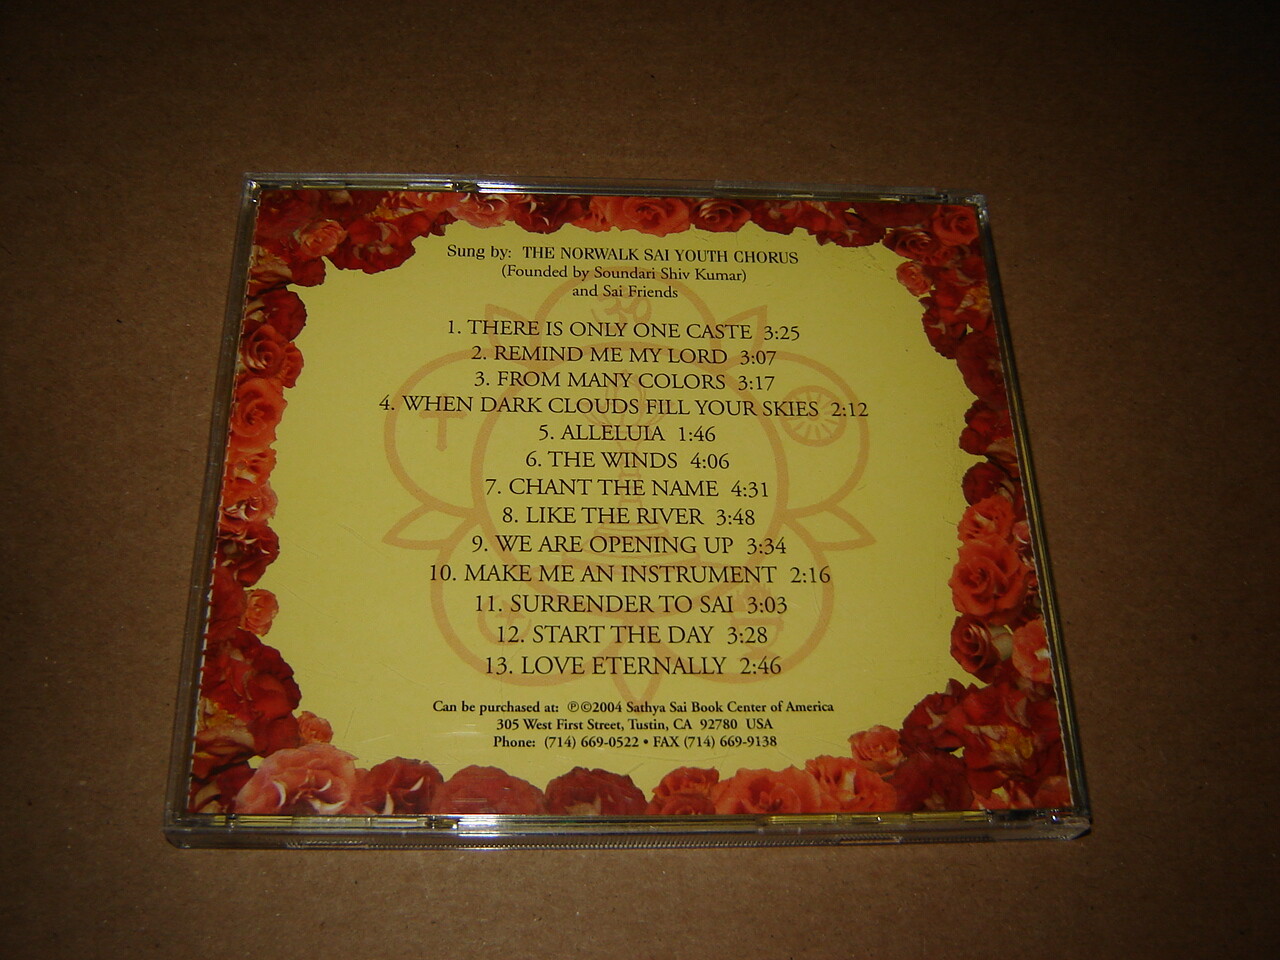 Sung by: THE NORWALK SAI YOUTH CHORUS
(Founded by Soundari Shiv Kumar)
and Sai Friends
1. THERE IS ONLY ONE CASTE 3:25
2. REMIND ME MY LORD 3:07
3. FROM MANY COLORS 3:17
4. WHEN DARK CLOUDS FILL YOUR SKIES 2:12
5. ALLELUIA 1:46
6. THE WINDS 4:06
7. CHANT THE NAME 4:31
8. LIKE THE RIVER 3:48
9. WE ARE OPENING UP 3:34
10. MAKE ME AN INSTRUMENT 2:16
11. SURRENDER TO SAI 3:03
12. START THE DAY 3:28
13. LOVE ETERNALLY 2:46
Can be purchased at: ℗©2004 Sathya Sai Book Center of America
305 West First Street, Tustin, CA 92780 USA
Phone: (714) 669-0522 • FAX (714) 669-9138